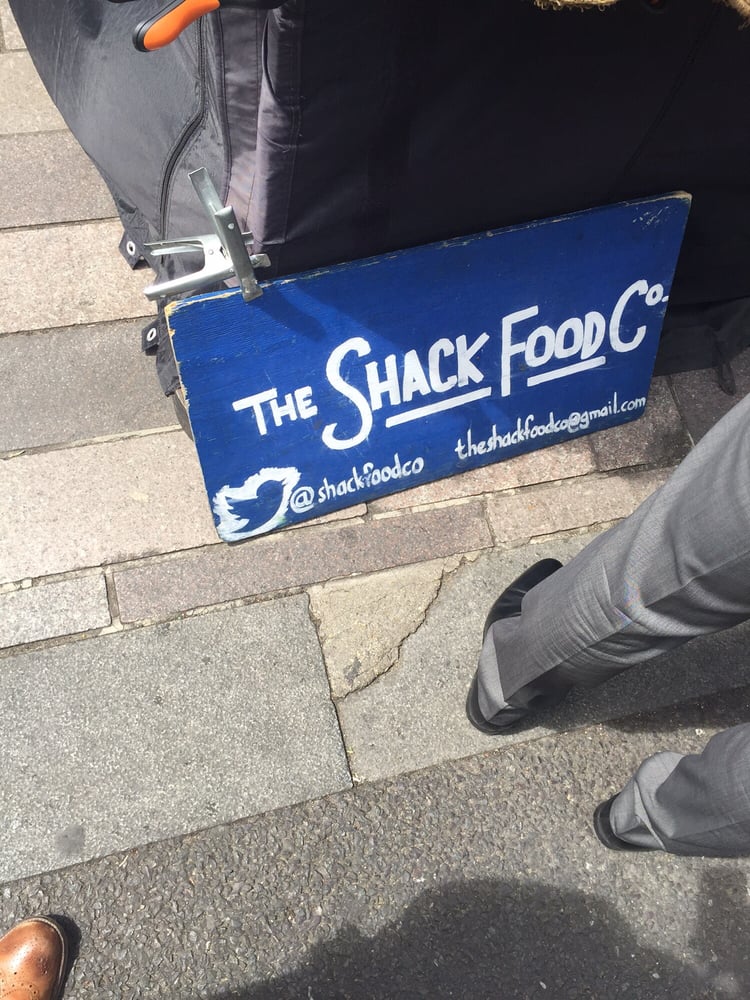 THE SHACK FOOD Co.
@shackfoodco theshackfoodco@gmail.com